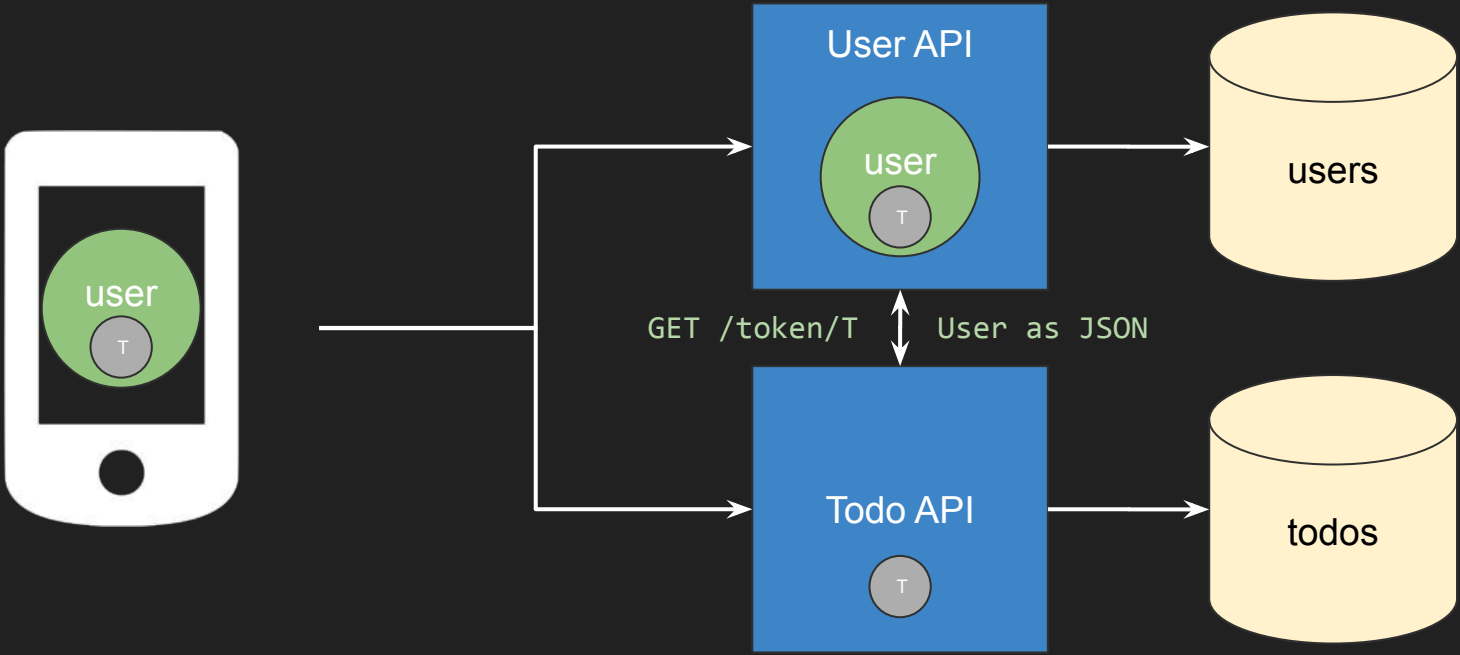 User API
user
T
users
user
T
GET /token/T
User as JSON
Todo API
T
todos